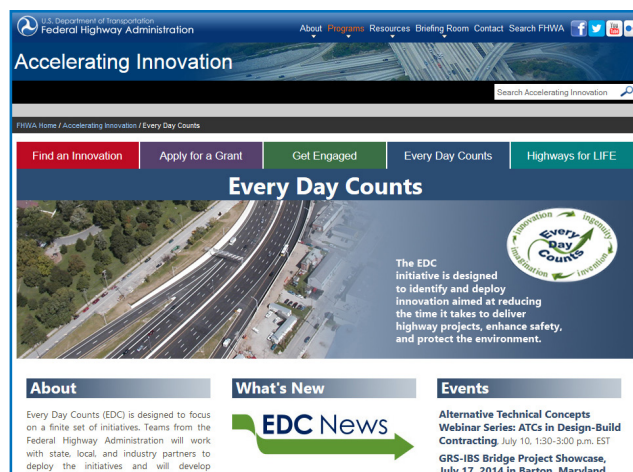 U.S. Department of Transportation
Federal Highway Administration
About Programs Resources Briefing Room Contact Search FHWA
Accelerating Innovation
Search Accelerating Innovation
FHWA Home / Accelerating Innovation / Every Day Counts
Find an Innovation
Apply for a Grant
Get Engaged
Every Day Counts
Highways for LIFE
Every Day Counts
innovation
ingenuity
invention
imagination
Every
Day
Counts
The EDC
initiative is designed
to identify and deploy
innovation aimed at reducing
the time it takes to deliver
highway projects, enhance safety,
and protect the environment.
About
Every Day Counts (EDC) is designed to focus
on a finite set of initiatives. Teams from the
Federal Highway Administration will work
with state, local, and industry partners to
deploy the initiatives and will develop
What's New
EDC News
Events
Alternative Technical Concepts
Webinar Series: ATCs in Design-Build
Contracting, July 10, 1:30-3:00 p.m. EST
GRS-IBS Bridge Project Showcase,
July 17, 2014 in Barton, Maryland